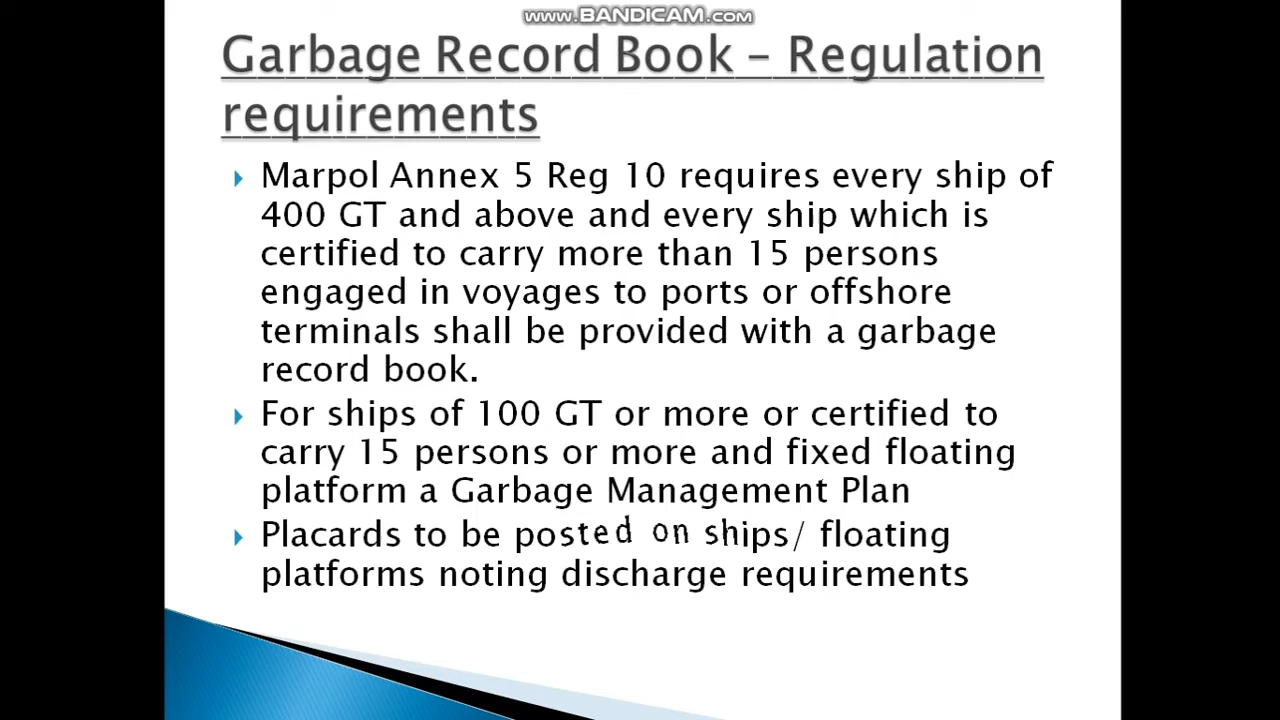 www.BANDICAM.com
Garbage Record Book – Regulation
requirements
Marpol Annex 5 Reg 10 requires every ship of
400 GT and above and every ship which is
certified to carry more than 15 persons
engaged in voyages to ports or offshore
terminals shall be provided with a garbage
record book.
For ships of 100 GT or more or certified to
carry 15 persons or more and fixed floating
platform a Garbage Management Plan
Placards to be posted on ships/ floating
platforms noting discharge requirements